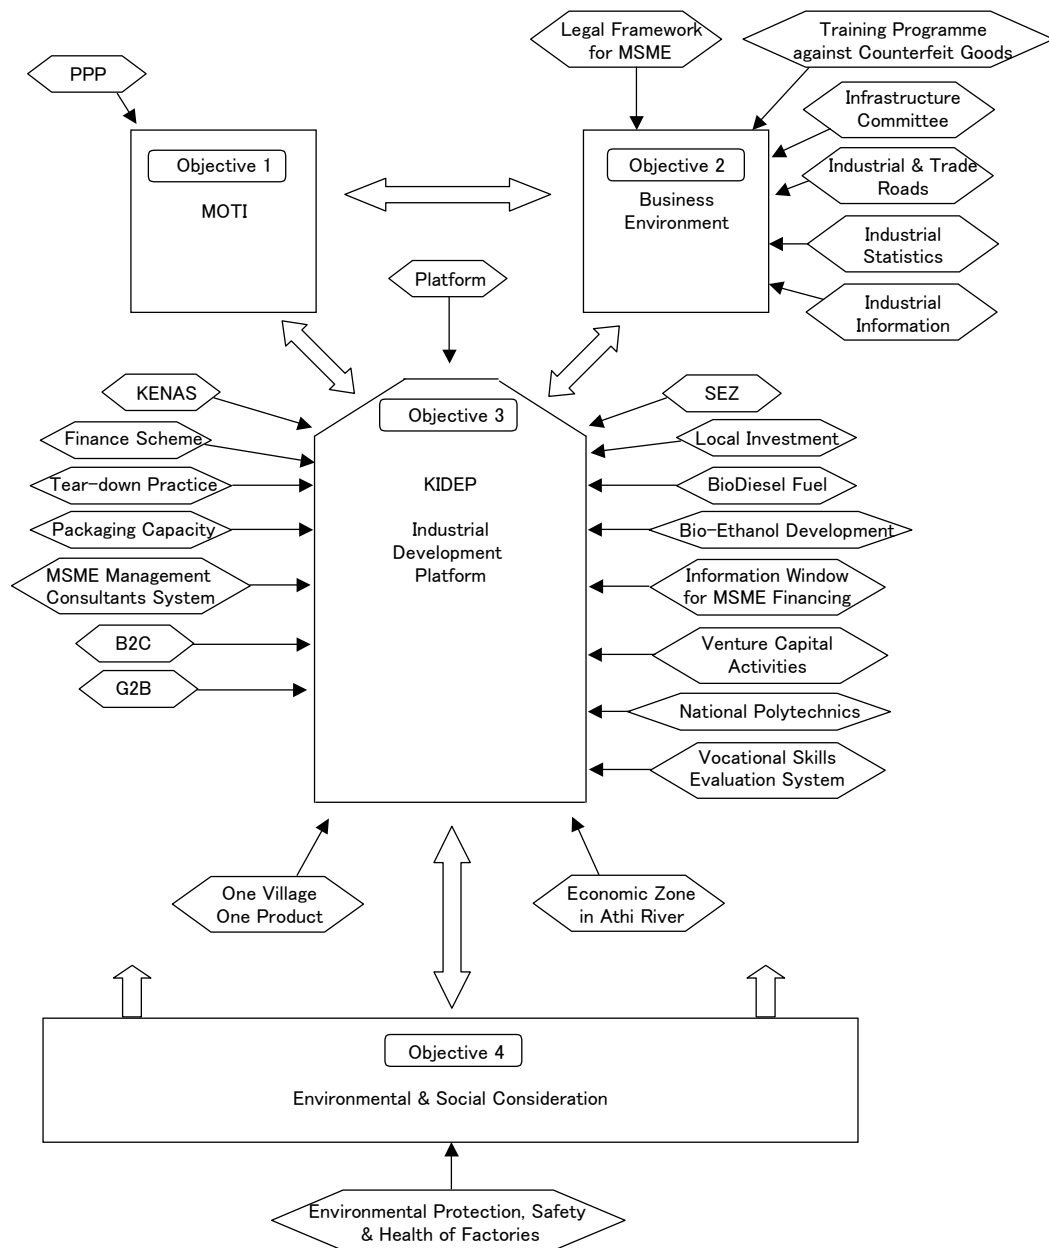 Legal Framework
for MSME
Training Programme
against Counterfeit Goods
PPP
Infrastructure
Committee
Objective 1
MOTI
Objective 2
Business
Environment
Industrial & Trade
Roads
Industrial
Statistics
Platform
Industrial
Information
KENAS
Finance Scheme
Tear-down Practice
Packaging Capacity
MSME Management
Consultants System
B2C
G2B
Objective 3
KIDEP
Industrial
Development
Platform
SEZ
Local Investment
BioDiesel Fuel
Bio-Ethanol Development
Information Window
for MSME Financing
Venture Capital
Activities
National Polytechnics
Vocational Skills
Evaluation System
One Village
One Product
Economic Zone
in Athi River
Objective 4
Environmental & Social Consideration
Environmental Protection, Safety
& Health of Factories